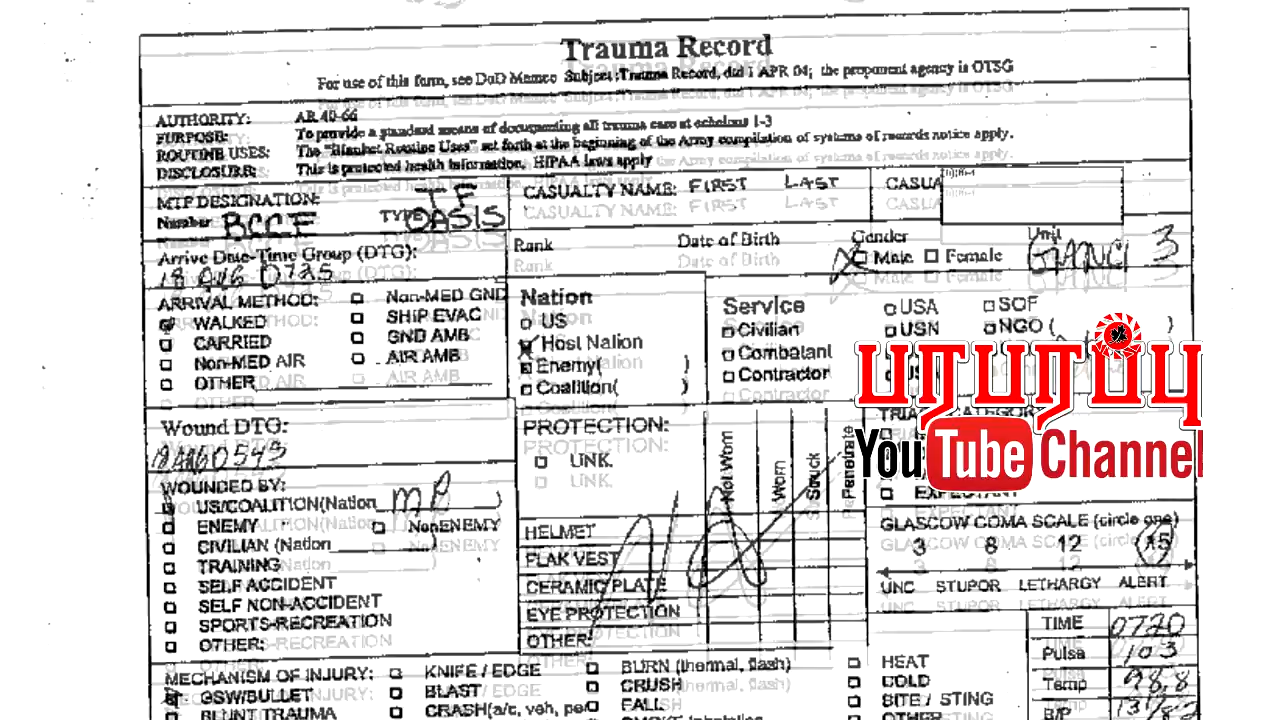 Trauma Record
For use of this form, see DoD Memco Subject: Trauma Record, dtd 1 APR 04; the proponent agency is OTSG
AUTHORITY: AR 40-66
PURPOSE: To provide a standard means of documenting all trauma care at echelons 1-3
ROUTINE USES: The "Blanket Routine Uses" set forth at the beginning of the Army compilation of systems of records notice apply.
DISCLOSURE: This is protected health information, HIPAA laws apply
MTF DESIGNATION: TF
Number BCCF TYPE OASIS
CASUALTY NAME: FIRST LAST
CASUA
Arrive Date-Time Group (DTG):
18 AUG 0725
Rank Date of Birth Gender Unit
Male Female GANCI 3
ARRIVAL METHOD: Non-MED GND
WALKED SHIP EVAC
CARRIED GND AMB
Non-MED AIR AIR AMB
OTHER
Nation
US
Host Nation
Enemy( )
Coalition( )
Service
Civilian
Combatant
Contractor
USA SOF
USN NGO ( )
பாராபடி
YouTube Channel
Wound DTG:
18 AUG 0545
WOUNDED BY:
US/COALITION(Nation MP )
ENEMY NonENEMY
CIVILIAN (Nation )
TRAINING
SELF ACCIDENT
SELF NON-ACCIDENT
SPORTS-RECREATION
OTHER:
PROTECTION:
UNK.
Not Worn
Worn
Struck
Penetrate
HELMET
FLAK VEST
CERAMIC PLATE
EYE PROTECTION
OTHER:
EXPECTANT
GLASCOW COMA SCALE (circle one)
3 8 12 15
UNC STUPOR LETHARGY ALERT
TIME 0720
Pulse 103
Temp 98.8
B/P
MECHANISM OF INJURY:
GSW/BULLET
BLUNT TRAUMA
KNIFE / EDGE
BLAST
CRASH(a/c, veh, pe
BURN (thermal, flash)
CRUSH
FALL
HEAT
COLD
BITE / STING
OTHER